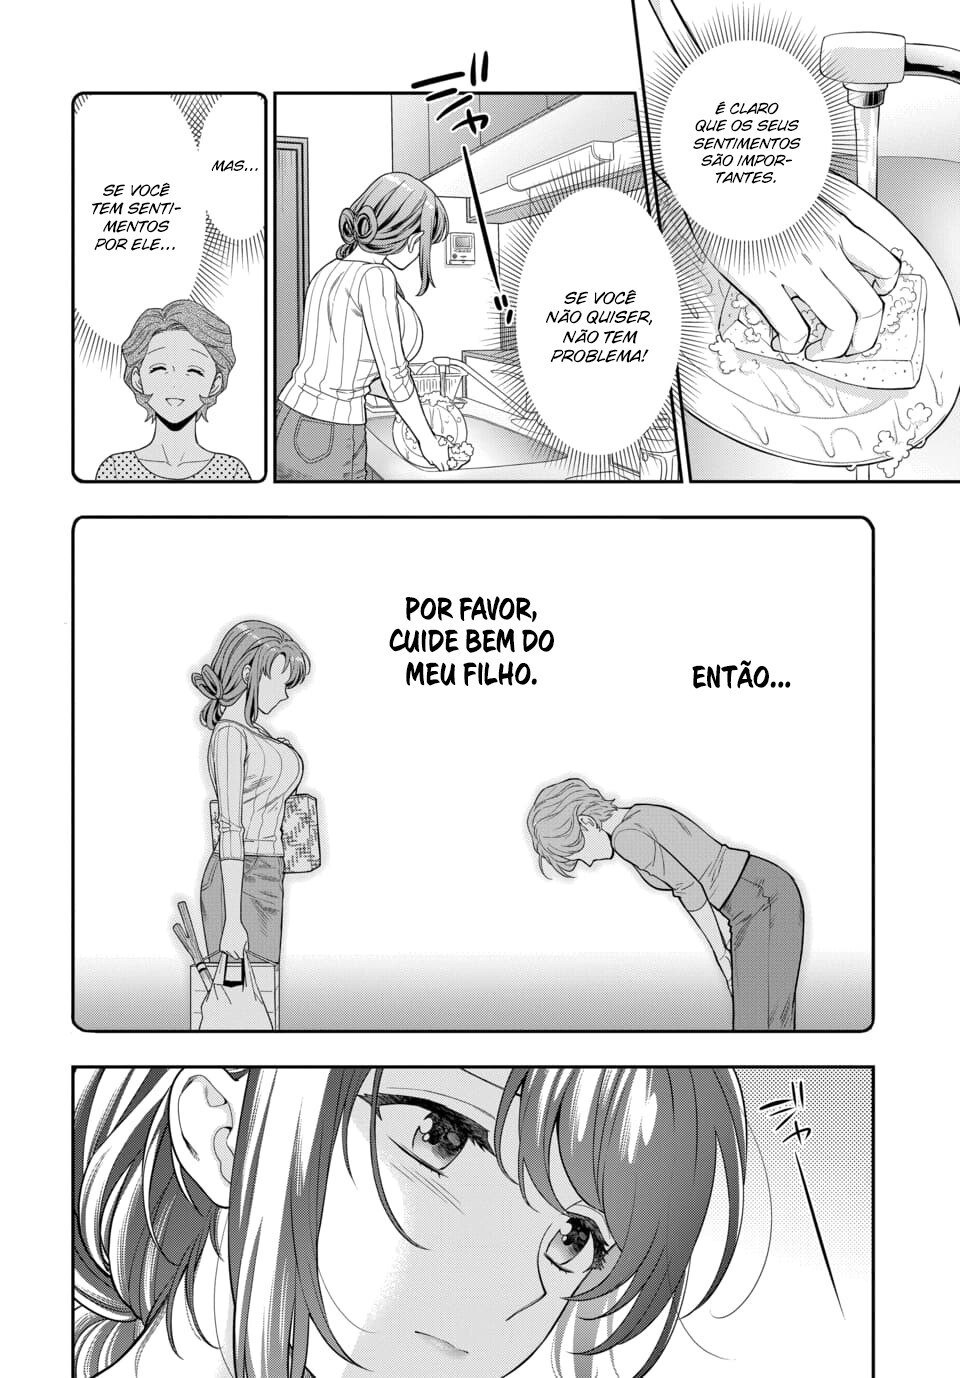 É CLARO
QUE OS SEUS
SENTIMENTOS
SÃO IMPOR-
TANTES.
SE VOCÊ
NÃO QUISER,
NÃO TEM
PROBLEMA!
MAS...
SE VOCÊ
TEM SENTI-
MENTOS
POR ELE...
ENTÃO...
POR FAVOR,
CUIDE BEM DO
MEU FILHO.